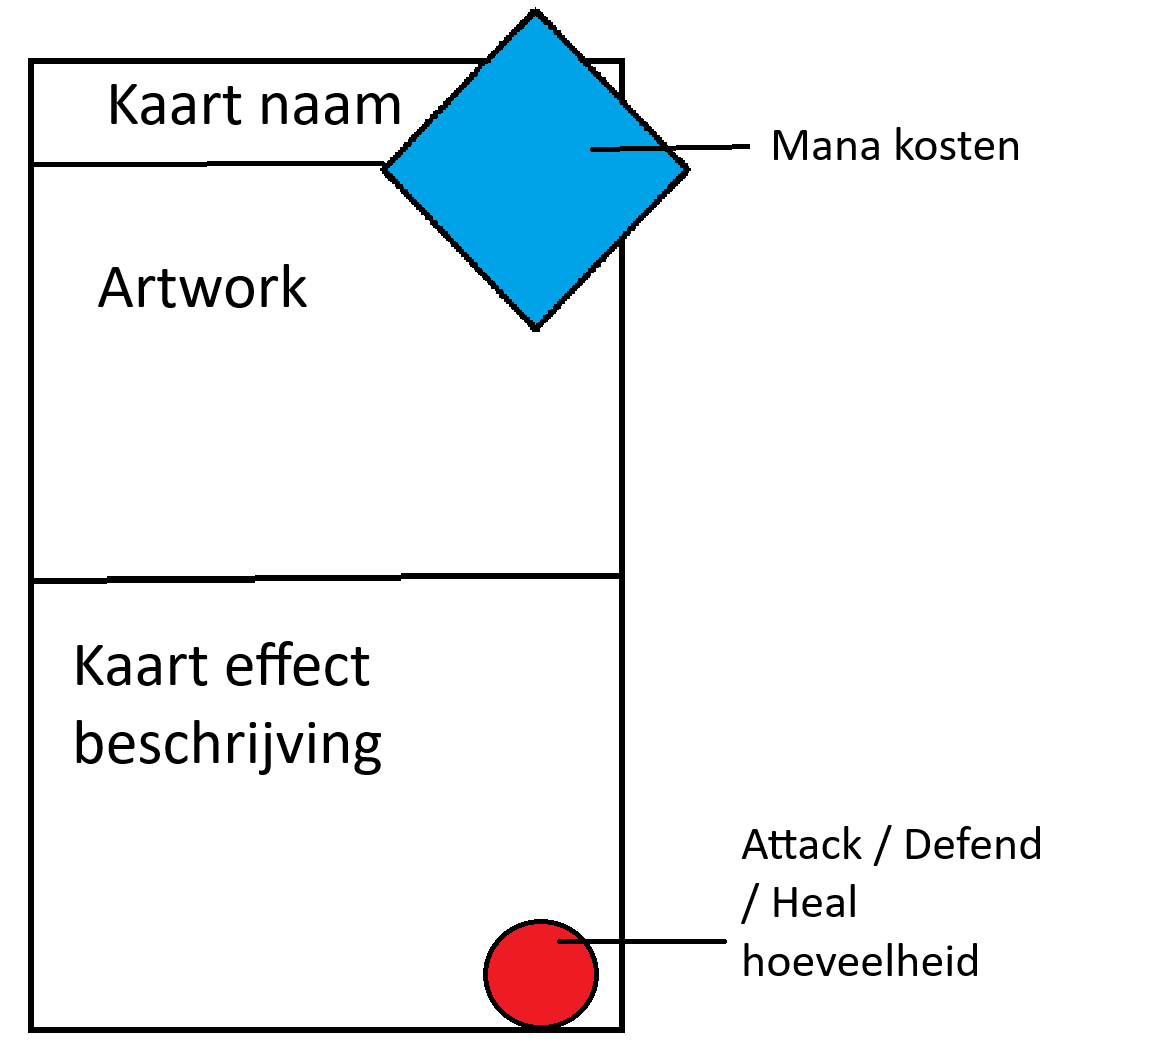 Kaart naam
Mana kosten
Artwork
Kaart effect
beschrijving
Attack / Defend
/ Heal
hoeveelheid